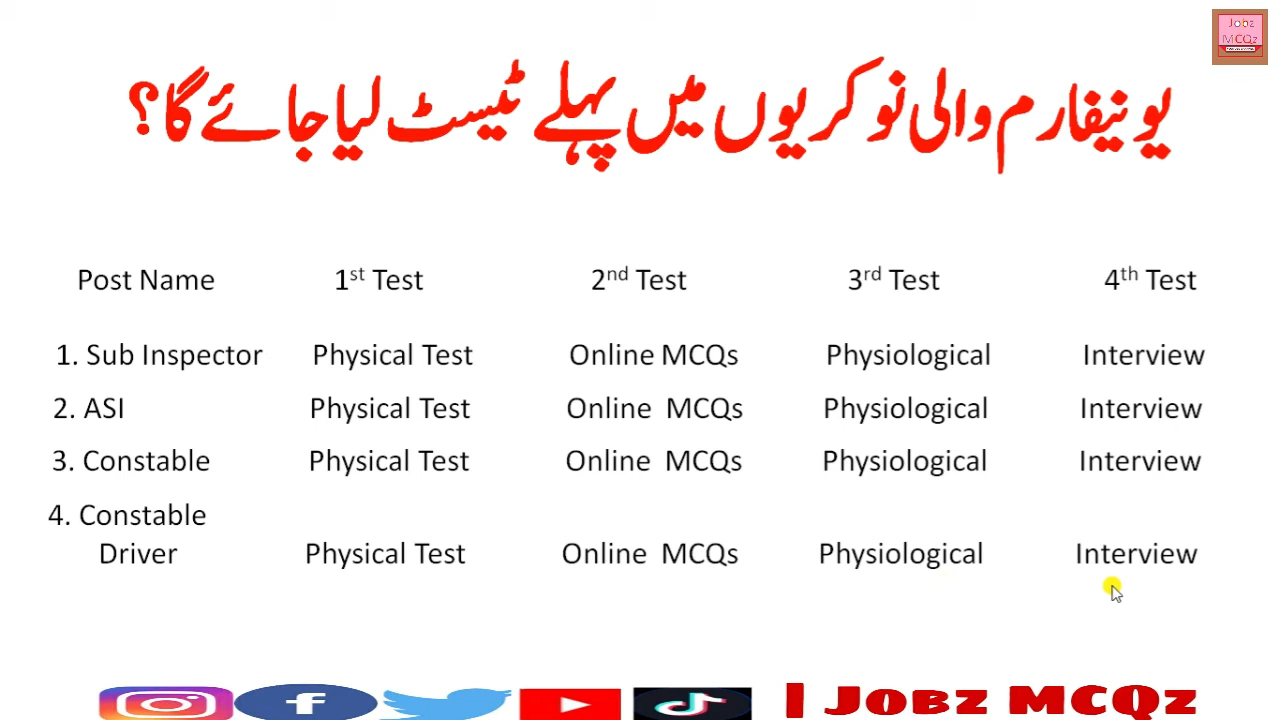 Jobz
MCQz
یونیفارم والی نوکریوں میں پہلے ٹیسٹ لیا جائے گا؟
Post Name 1st Test 2nd Test 3rd Test 4th Test
1. Sub Inspector Physical Test Online MCQs Physiological Interview
2. ASI Physical Test Online MCQs Physiological Interview
3. Constable Physical Test Online MCQs Physiological Interview
4. Constable
Driver Physical Test Online MCQs Physiological Interview
| Jobz MCQz